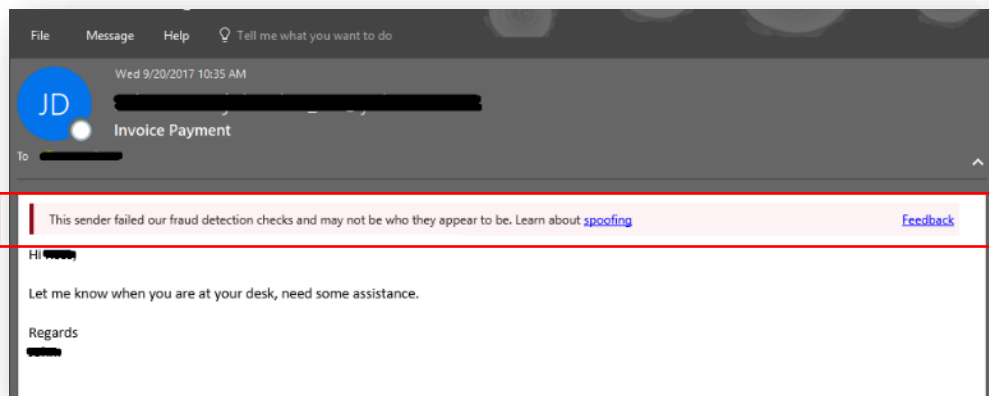 File Message Help Tell me what you want to do
Wed 9/20/2017 10:35 AM
JD
Invoice Payment
To
This sender failed our fraud detection checks and may not be who they appear to be. Learn about spoofing Feedback
Hi
Let me know when you are at your desk, need some assistance.
Regards